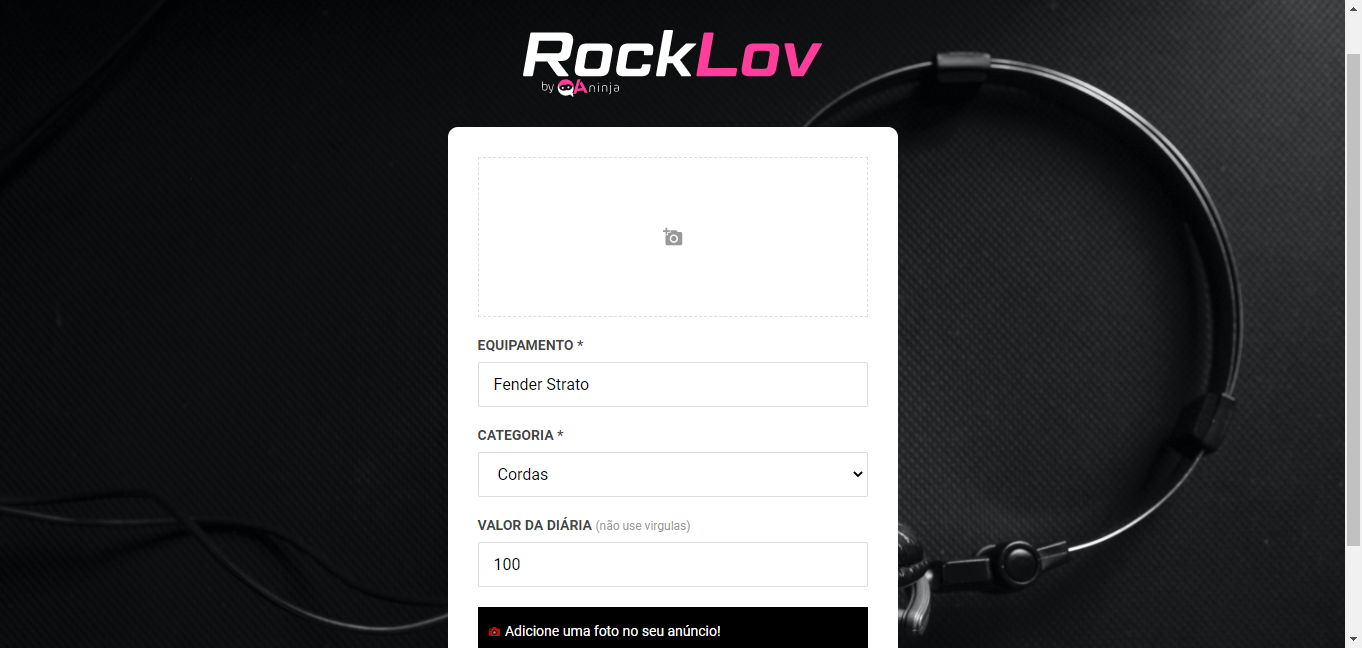 RockLov
by QAninja
EQUIPAMENTO *
Fender Strato
CATEGORIA *
Cordas
VALOR DA DIÁRIA (não use virgulas)
100
Adicione uma foto no seu anúncio!